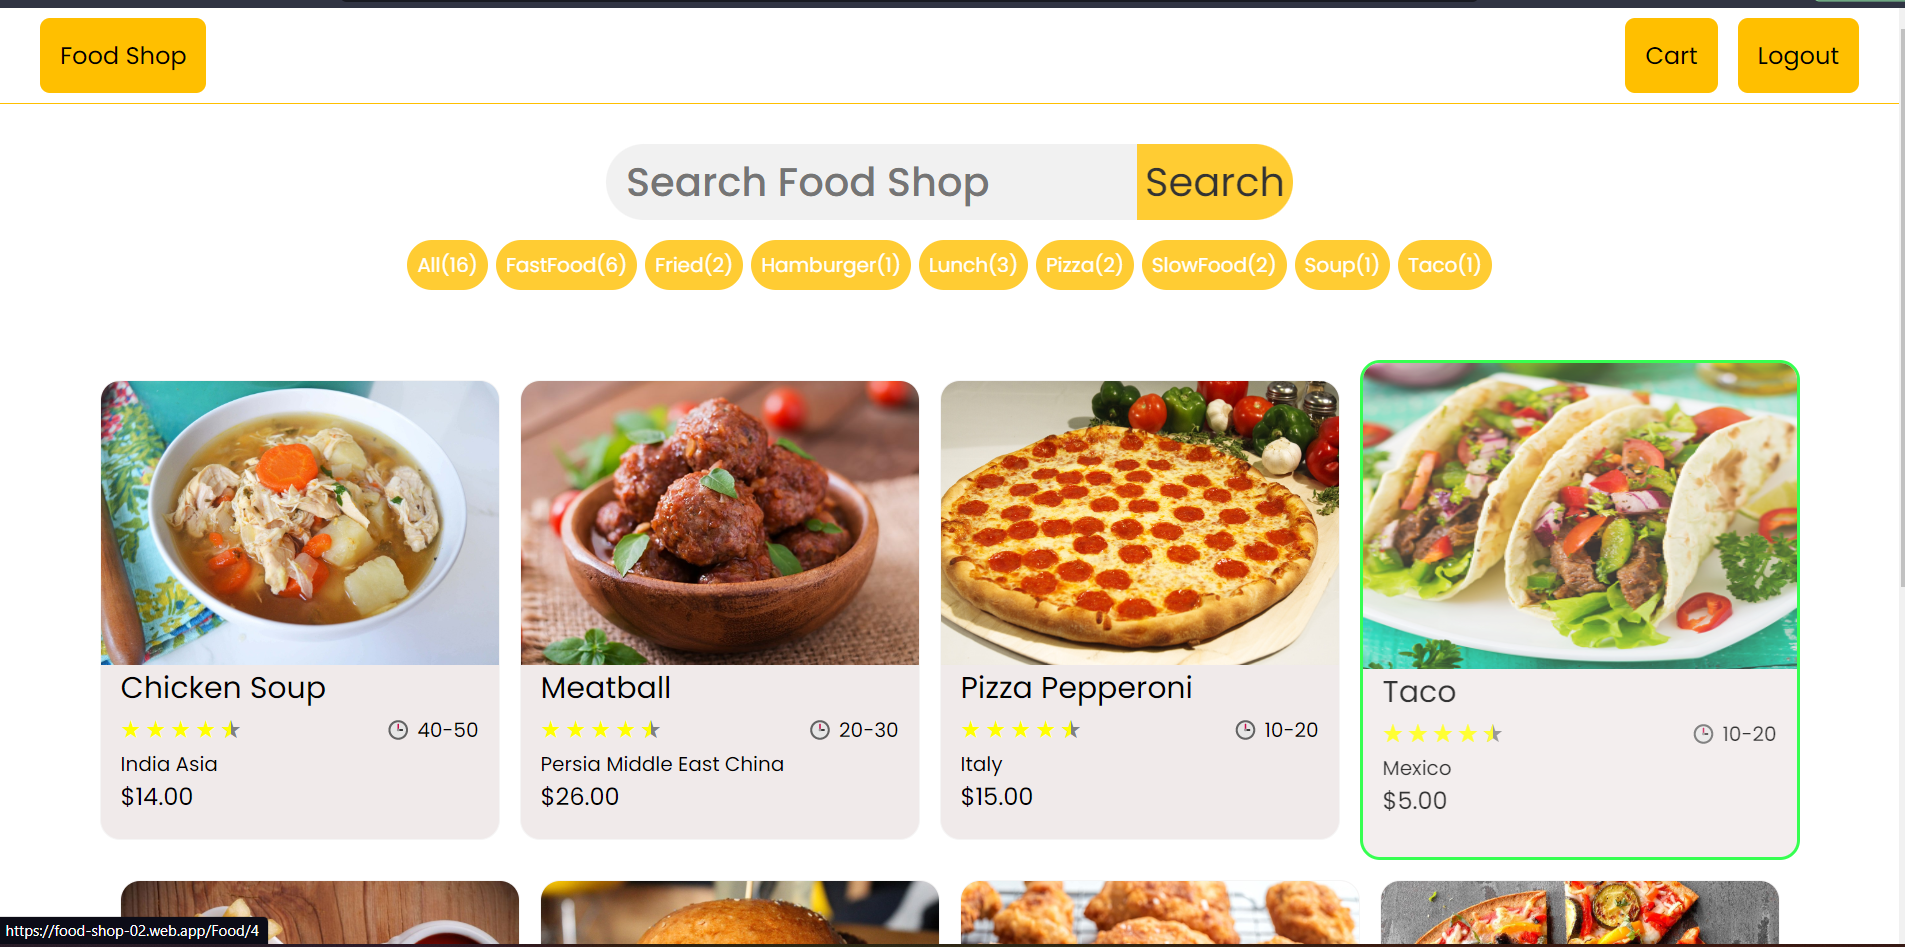 Food Shop
Cart
Logout
Search Food Shop
Search
All(16)
FastFood(6)
Fried(2)
Hamburger(1)
Lunch(3)
Pizza(2)
SlowFood(2)
Soup(1)
Taco(1)
Chicken Soup
40-50
India Asia
$14.00
Meatball
20-30
Persia Middle East China
$26.00
Pizza Pepperoni
10-20
Italy
$15.00
Taco
10-20
Mexico
$5.00
https://food-shop-02.web.app/Food/4